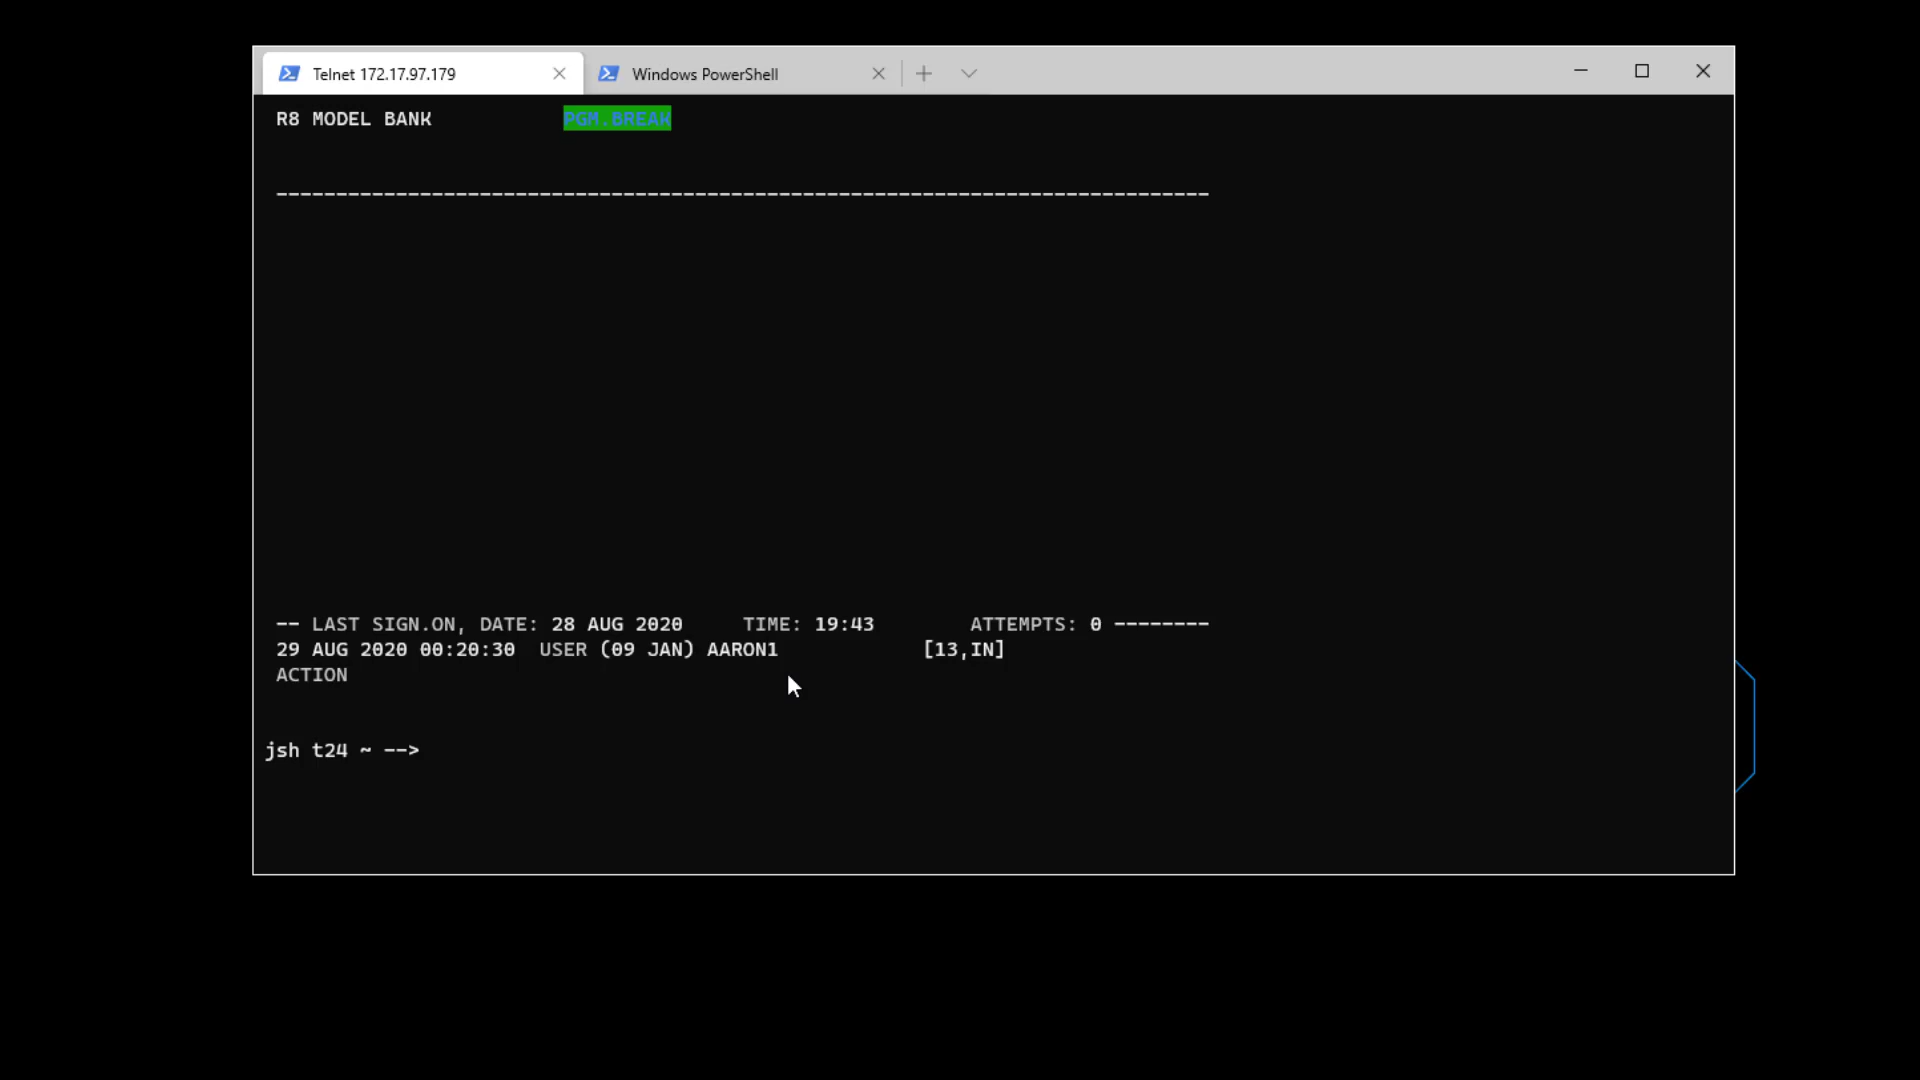 Telnet 172.17.97.179 Windows PowerShell
R8 MODEL BANK PGM.BREAK
-- LAST SIGN.ON, DATE: 28 AUG 2020 TIME: 19:43 ATTEMPTS: 0 --------
29 AUG 2020 00:20:30 USER (09 JAN) AARON1 [13,IN]
ACTION
jsh t24 ~ -->